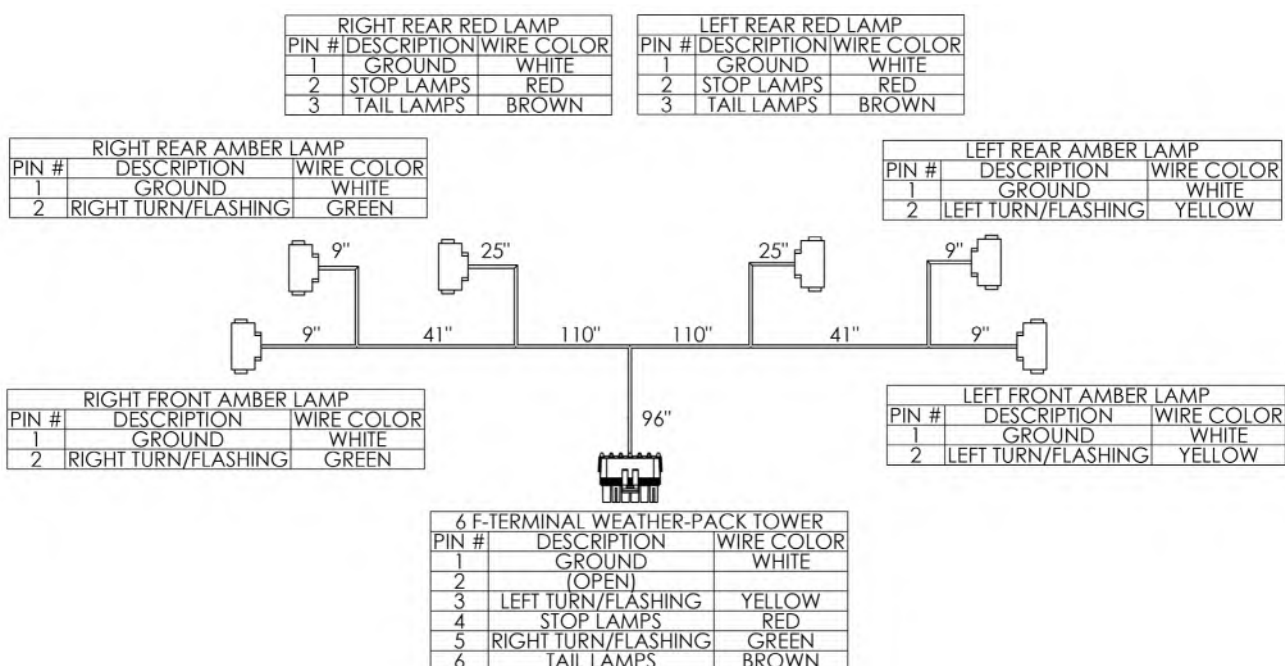 RIGHT REAR RED LAMP
PIN # DESCRIPTION WIRE COLOR
1 GROUND WHITE
2 STOP LAMPS RED
3 TAIL LAMPS BROWN
LEFT REAR RED LAMP
PIN # DESCRIPTION WIRE COLOR
1 GROUND WHITE
2 STOP LAMPS RED
3 TAIL LAMPS BROWN
RIGHT REAR AMBER LAMP
PIN # DESCRIPTION WIRE COLOR
1 GROUND WHITE
2 RIGHT TURN/FLASHING GREEN
LEFT REAR AMBER LAMP
PIN # DESCRIPTION WIRE COLOR
1 GROUND WHITE
2 LEFT TURN/FLASHING YELLOW
9" 25" 25" 9"
9" 41" 110" 110" 41" 9"
RIGHT FRONT AMBER LAMP
PIN # DESCRIPTION WIRE COLOR
1 GROUND WHITE
2 RIGHT TURN/FLASHING GREEN
96"
LEFT FRONT AMBER LAMP
PIN # DESCRIPTION WIRE COLOR
1 GROUND WHITE
2 LEFT TURN/FLASHING YELLOW
6 F-TERMINAL WEATHER-PACK TOWER
PIN # DESCRIPTION WIRE COLOR
1 GROUND WHITE
2 (OPEN)
3 LEFT TURN/FLASHING YELLOW
4 STOP LAMPS RED
5 RIGHT TURN/FLASHING GREEN
6 TAIL LAMPS BROWN